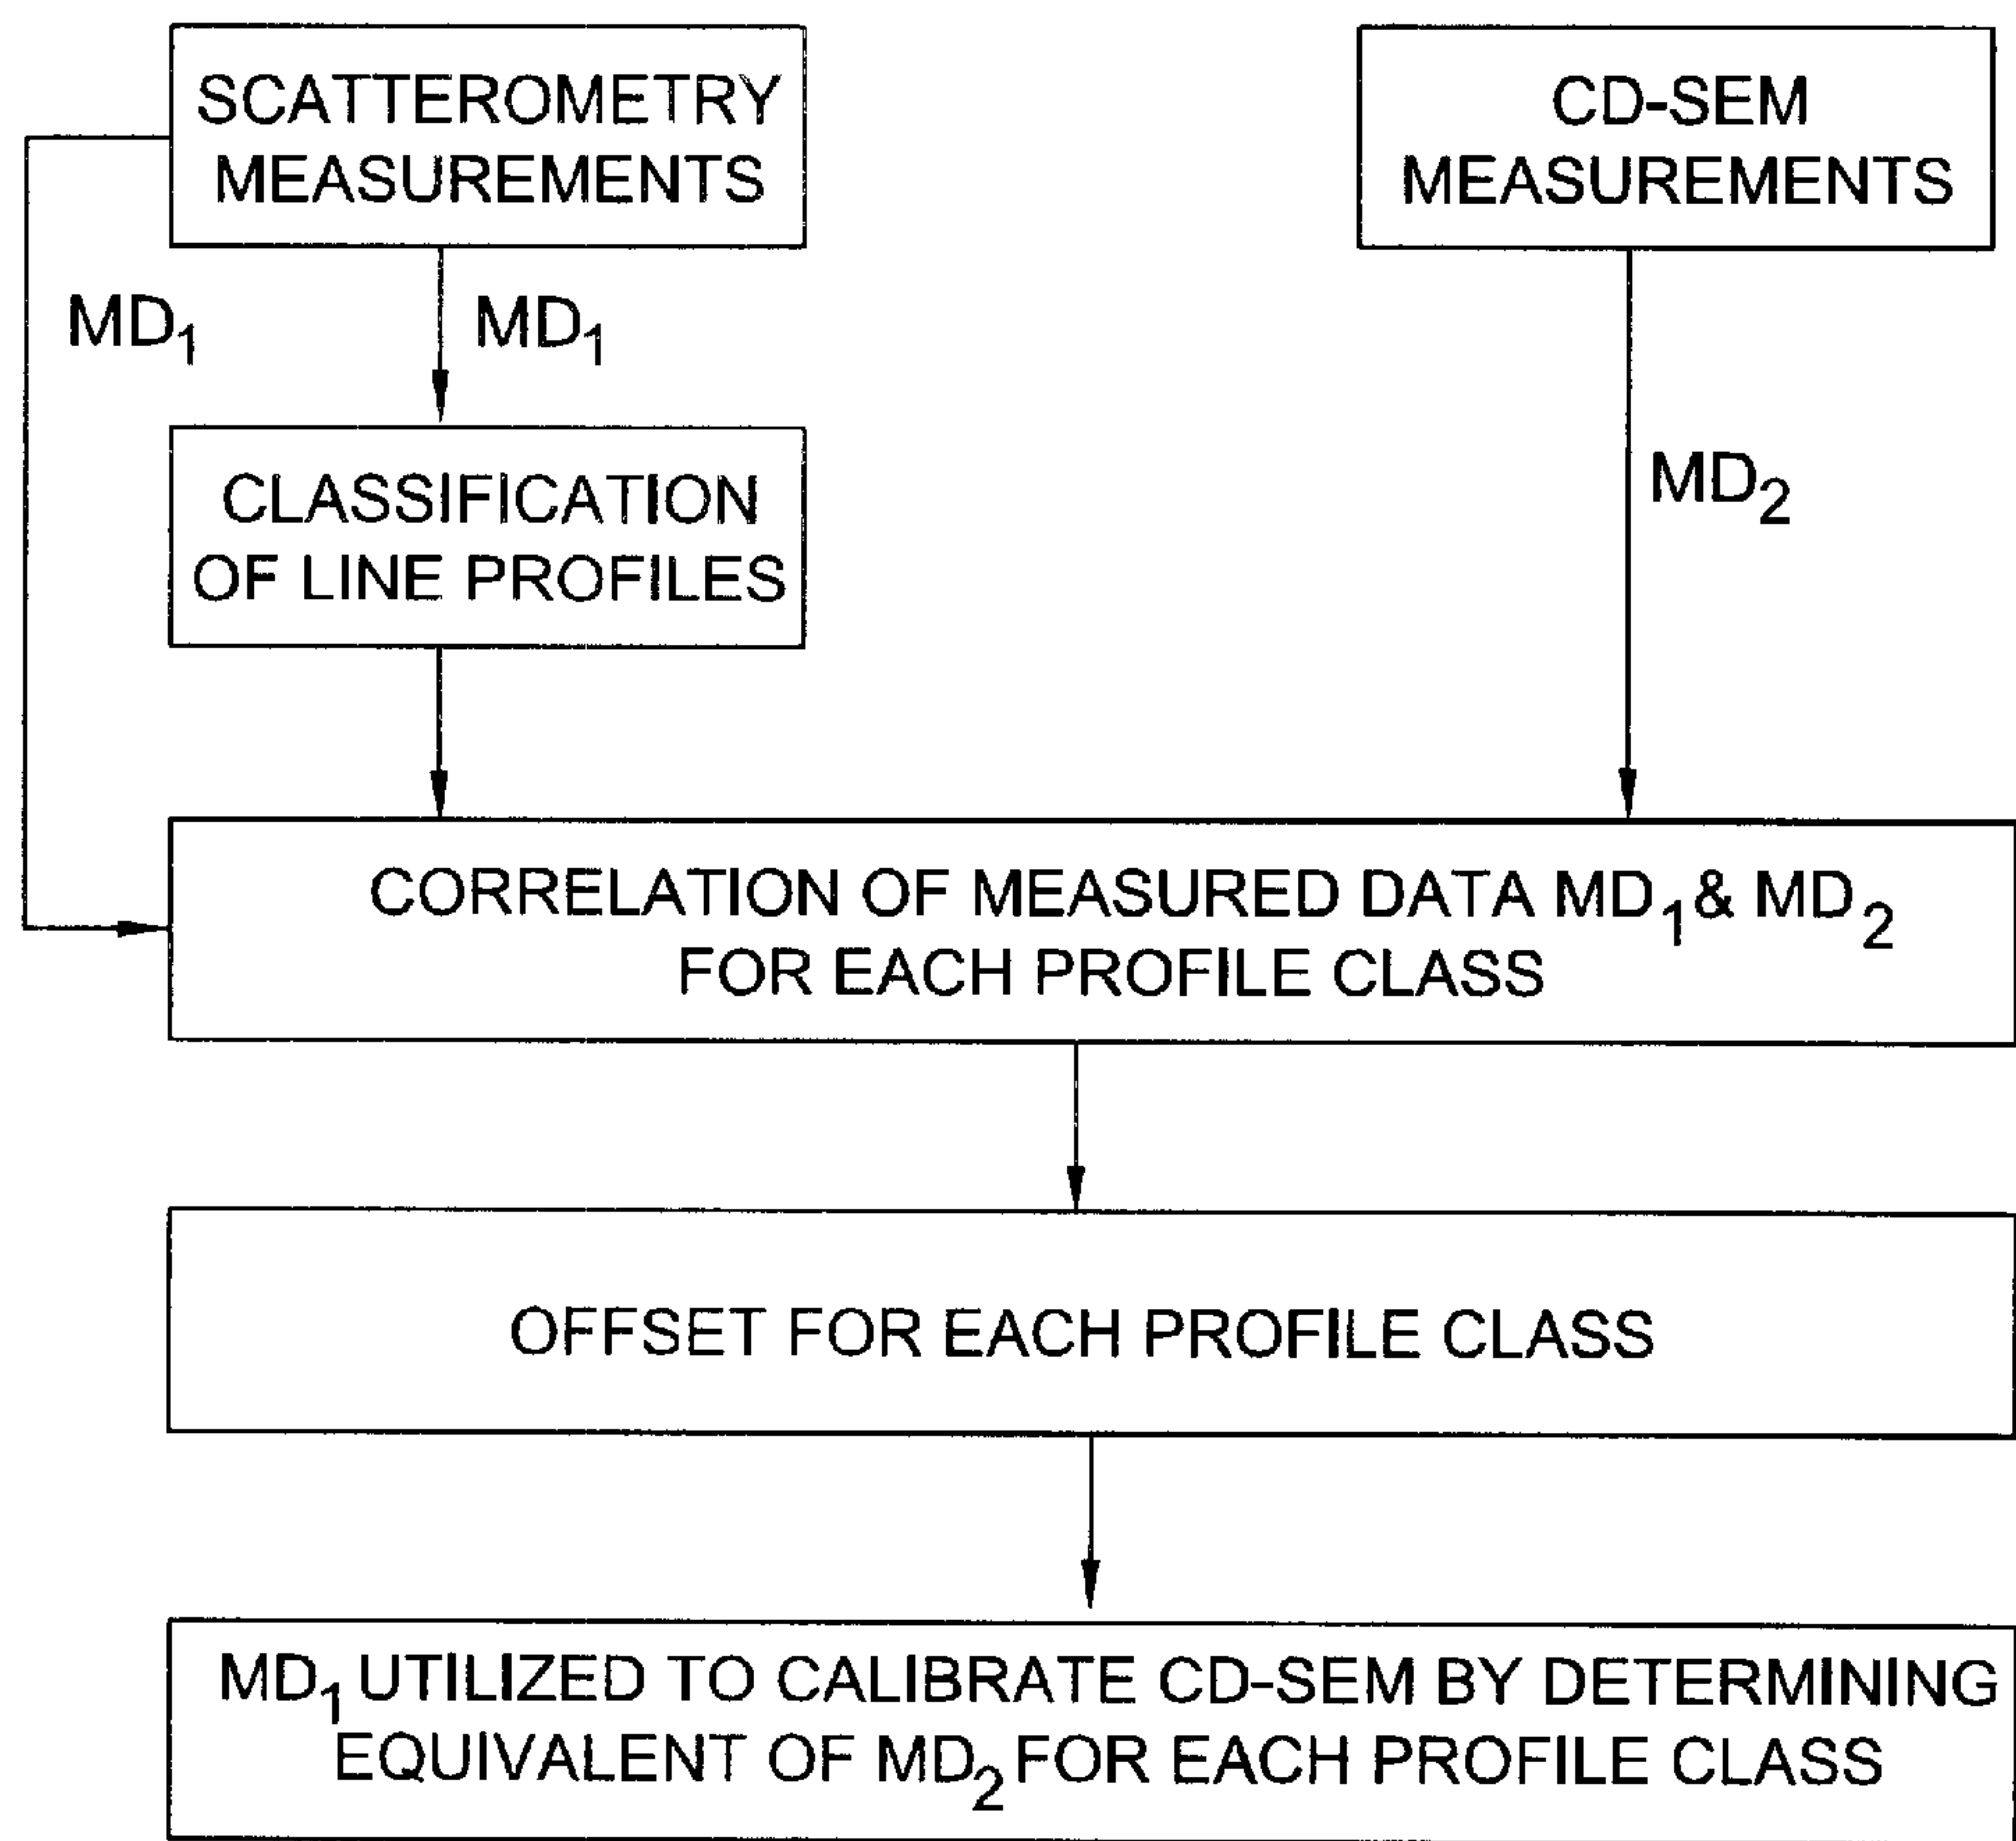 SCATTEROMETRY
MEASUREMENTS
CD-SEM
MEASUREMENTS
MD1
MD1
CLASSIFICATION
OF LINE PROFILES
MD2
CORRELATION OF MEASURED DATA MD1 & MD2
FOR EACH PROFILE CLASS
OFFSET FOR EACH PROFILE CLASS
MD1 UTILIZED TO CALIBRATE CD-SEM BY DETERMINING
EQUIVALENT OF MD2 FOR EACH PROFILE CLASS